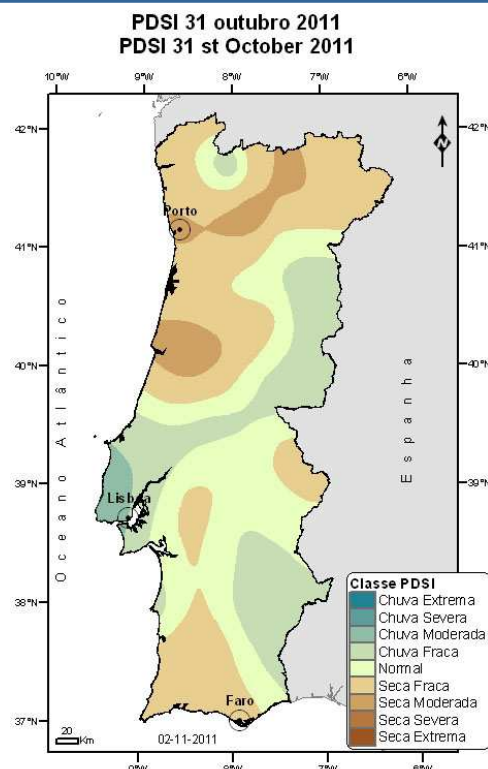 PDSI 31 outubro 2011
PDSI 31 st October 2011
10°W 9°W 8°W 7°W 6°W
42°N 42°N
Porto
41°N 41°N
40°N 40°N
Oceano Atlântico
Espanha
39°N 39°N
Lisboa
38°N 38°N
Classe PDSI
Chuva Extrema
Chuva Severa
Chuva Moderada
Chuva Fraca
Normal
Seca Fraca
Seca Moderada
Seca Severa
Seca Extrema
Faro
37°N 37°N
20
Km
02-11-2011